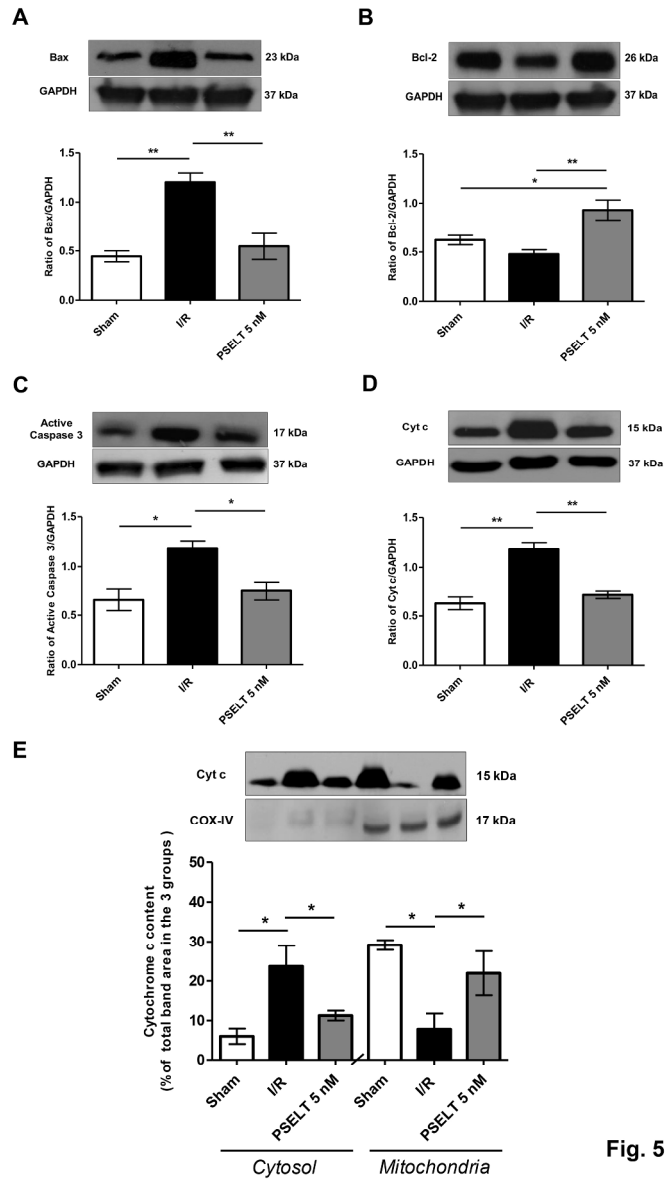 A
Bax
23 kDa
GAPDH
37 kDa
**
**
Ratio of Bax/GAPDH
1.5
1.0
0.5
0.0
Sham
I/R
PSELT 5 nM
B
Bcl-2
26 kDa
GAPDH
37 kDa
**
*
Ratio of Bcl-2/GAPDH
1.5
1.0
0.5
0.0
Sham
I/R
PSELT 5 nM
C
Active
Caspase 3
17 kDa
GAPDH
37 kDa
*
*
Ratio of Active Caspase 3/GAPDH
1.5
1.0
0.5
0.0
Sham
I/R
PSELT 5 nM
D
Cyt c
15 kDa
GAPDH
37 kDa
**
**
Ratio of Cyt c/GAPDH
1.5
1.0
0.5
0.0
Sham
I/R
PSELT 5 nM
E
Cyt c
15 kDa
COX-IV
17 kDa
Cytochrome c content
(% of total band area in the 3 groups)
50
40
30
20
10
0
*
*
*
*
Sham
I/R
PSELT 5 nM
Sham
I/R
PSELT 5 nM
Cytosol
Mitochondria
Fig. 5